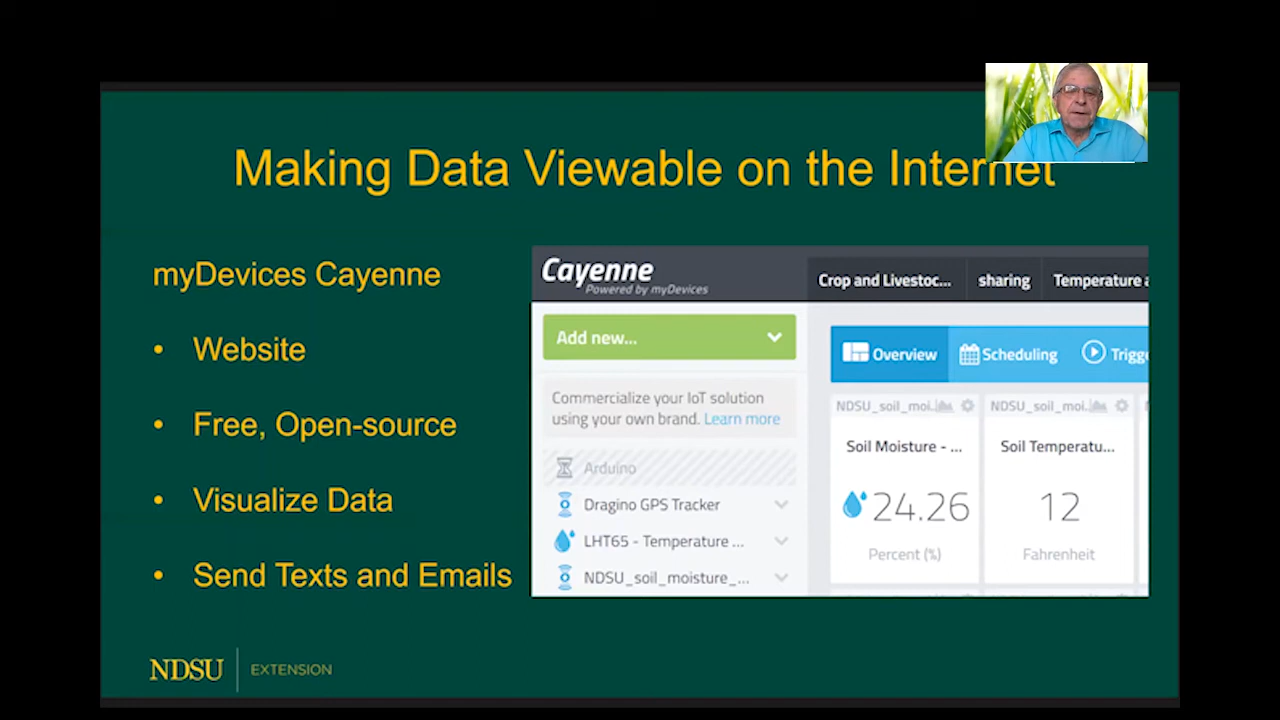 Making Data Viewable on the Internet
myDevices Cayenne
• Website
• Free, Open-source
• Visualize Data
• Send Texts and Emails
Cayenne
Powered by myDevices
Crop and Livestoc...
sharing
Temperature a
Add new...
Commercialize your IoT solution
using your own brand. Learn more
Arduino
Dragino GPS Tracker
LHT65 - Temperature ...
NDSU_soil_moisture_...
Overview
Scheduling
Trigg
NDSU_soil_moi..
Soil Moisture - ...
24.26
Percent (%)
NDSU_soil_moi..
Soil Temperatu...
12
Fahrenheit
NDSU EXTENSION